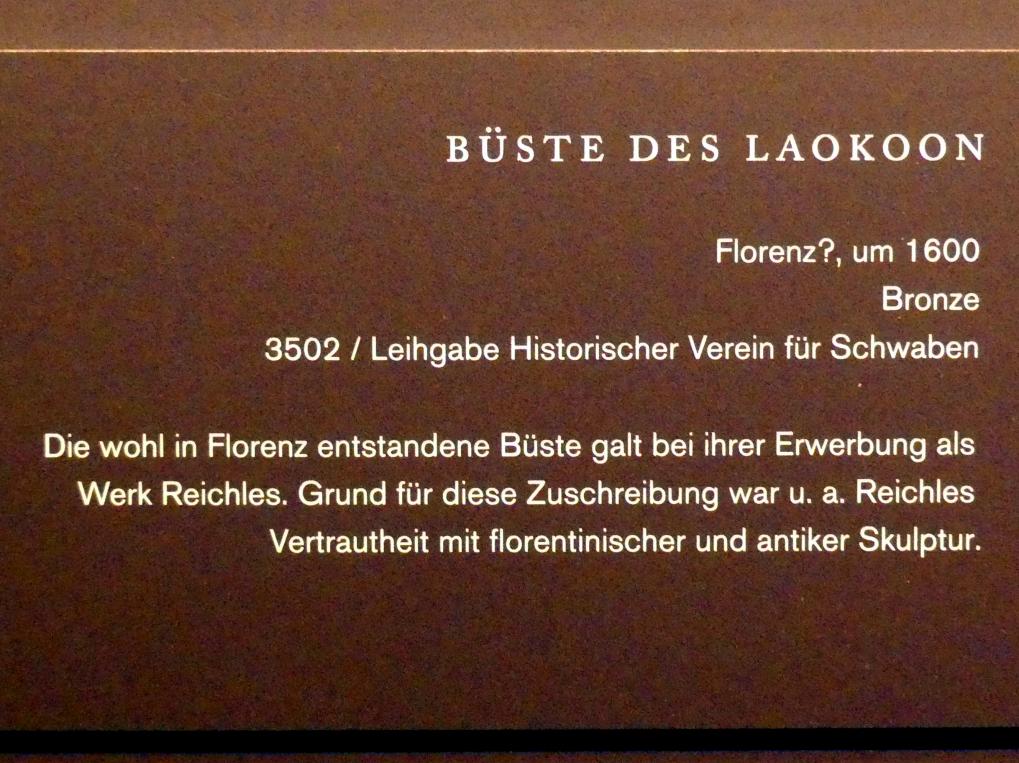 BÜSTE DES LAOKOON
Florenz?, um 1600
Bronze
3502 / Leihgabe Historischer Verein für Schwaben
Die wohl in Florenz entstandene Büste galt bei ihrer Erwerbung als
Werk Reichles. Grund für diese Zuschreibung war u. a. Reichles
Vertrautheit mit florentinischer und antiker Skulptur.